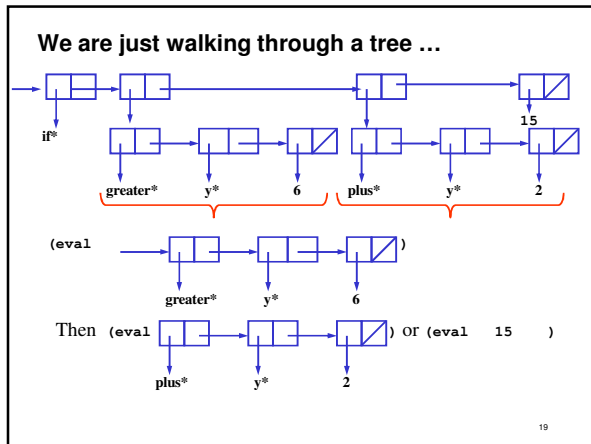 We are just walking through a tree …
15
if*
greater* y* 6 plus* y* 2
(eval )
greater* y* 6
Then (eval ) or (eval 15 )
plus* y* 2
19